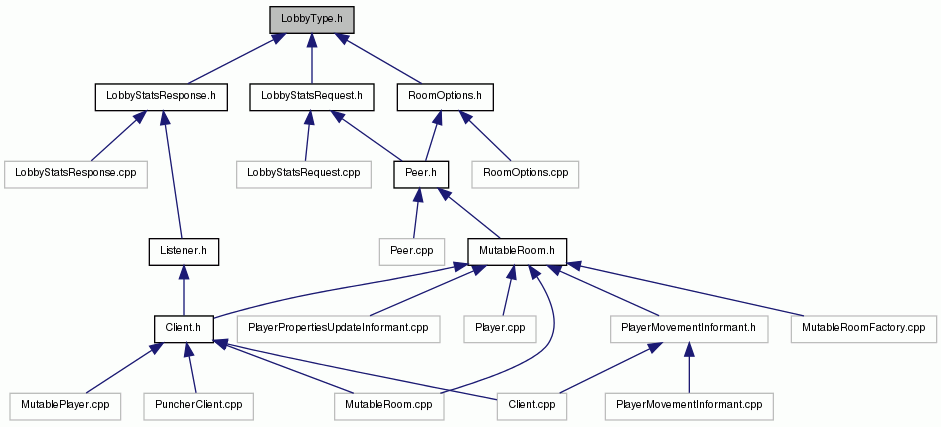 LobbyType.h
LobbyStatsResponse.h
LobbyStatsRequest.h
RoomOptions.h
LobbyStatsResponse.cpp
LobbyStatsRequest.cpp
Peer.h
RoomOptions.cpp
Listener.h
Peer.cpp
MutableRoom.h
Client.h
PlayerPropertiesUpdateInformant.cpp
Player.cpp
PlayerMovementInformant.h
MutableRoomFactory.cpp
MutablePlayer.cpp
PuncherClient.cpp
MutableRoom.cpp
Client.cpp
PlayerMovementInformant.cpp